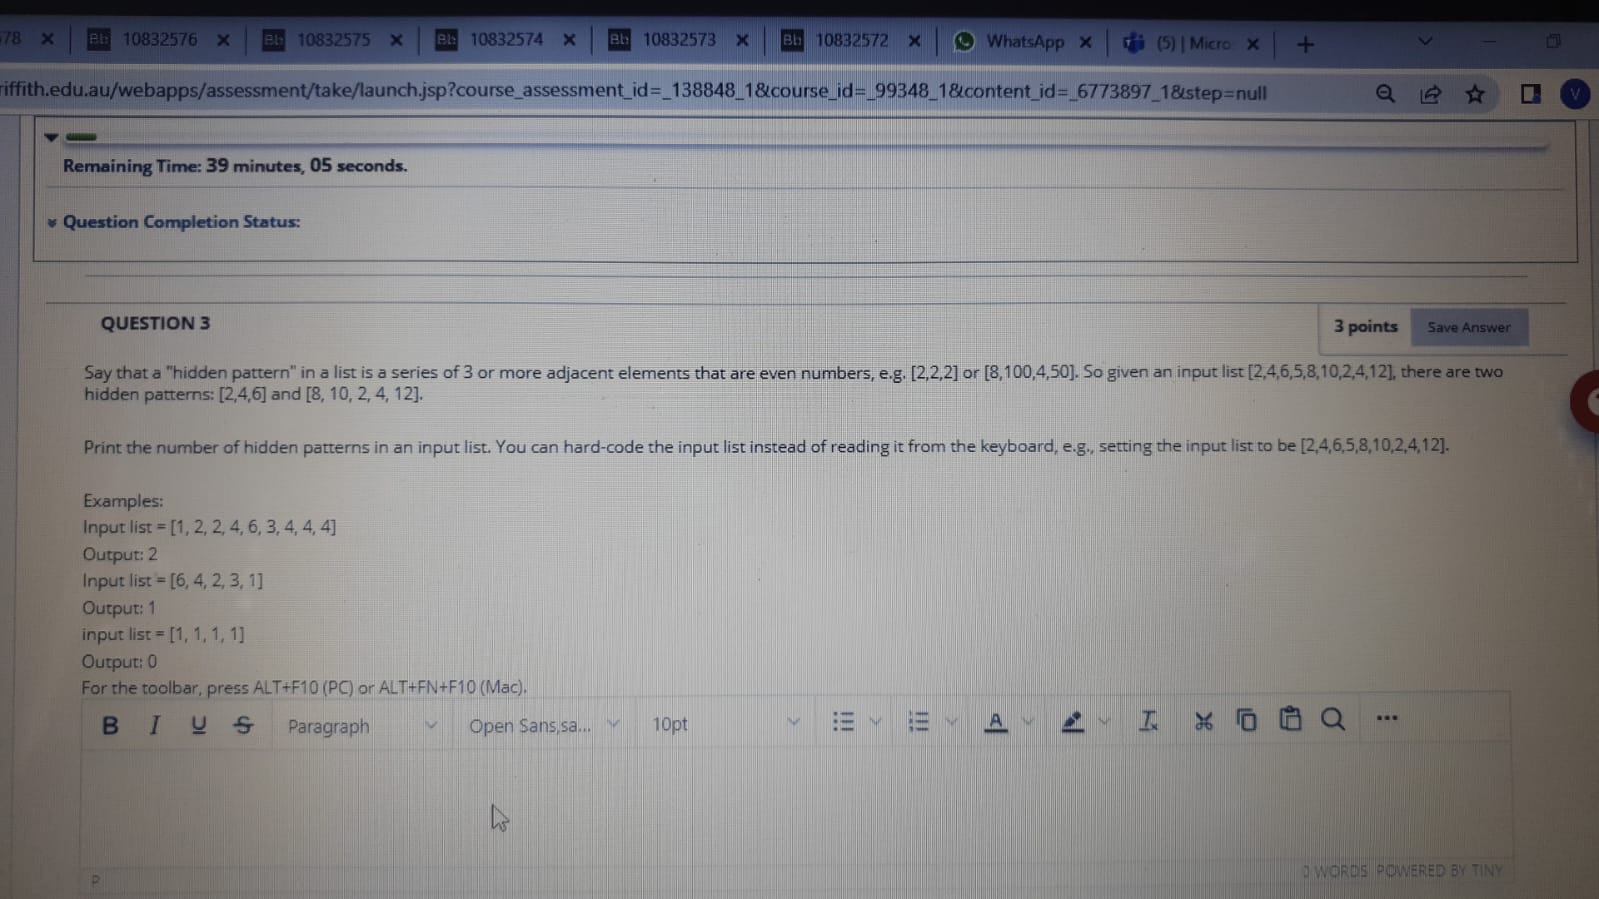 578 10832576 10832575 10832574 10832573 10832572 WhatsApp (5) | Micro
riffith.edu.au/webapps/assessment/take/launch.jsp?course_assessment_id=_138848_1&course_id=_99348_1&content_id=_6773897_1&step=null V
Remaining Time: 39 minutes, 05 seconds.
Question Completion Status:
QUESTION 3
3 points Save Answer
Say that a "hidden pattern" in a list is a series of 3 or more adjacent elements that are even numbers, e.g. [2,2,2] or [8,100,4,50]. So given an input list [2,4,6,5,8,10,2,4,12], there are two
hidden patterns: [2,4,6] and [8, 10, 2, 4, 12].
Print the number of hidden patterns in an input list. You can hard-code the input list instead of reading it from the keyboard, e.g., setting the input list to be [2,4,6,5,8,10,2,4,12].
Examples:
Input list = [1, 2, 2, 4, 6, 3, 4, 4, 4]
Output: 2
Input list = [6, 4, 2, 3, 1]
Output: 1
input list = [1, 1, 1, 1]
Output: 0
For the toolbar, press ALT+F10 (PC) or ALT+FN+F10 (Mac).
B I U S Paragraph Open Sans,sa... 10pt A
P
0 WORDS POWERED BY TINY